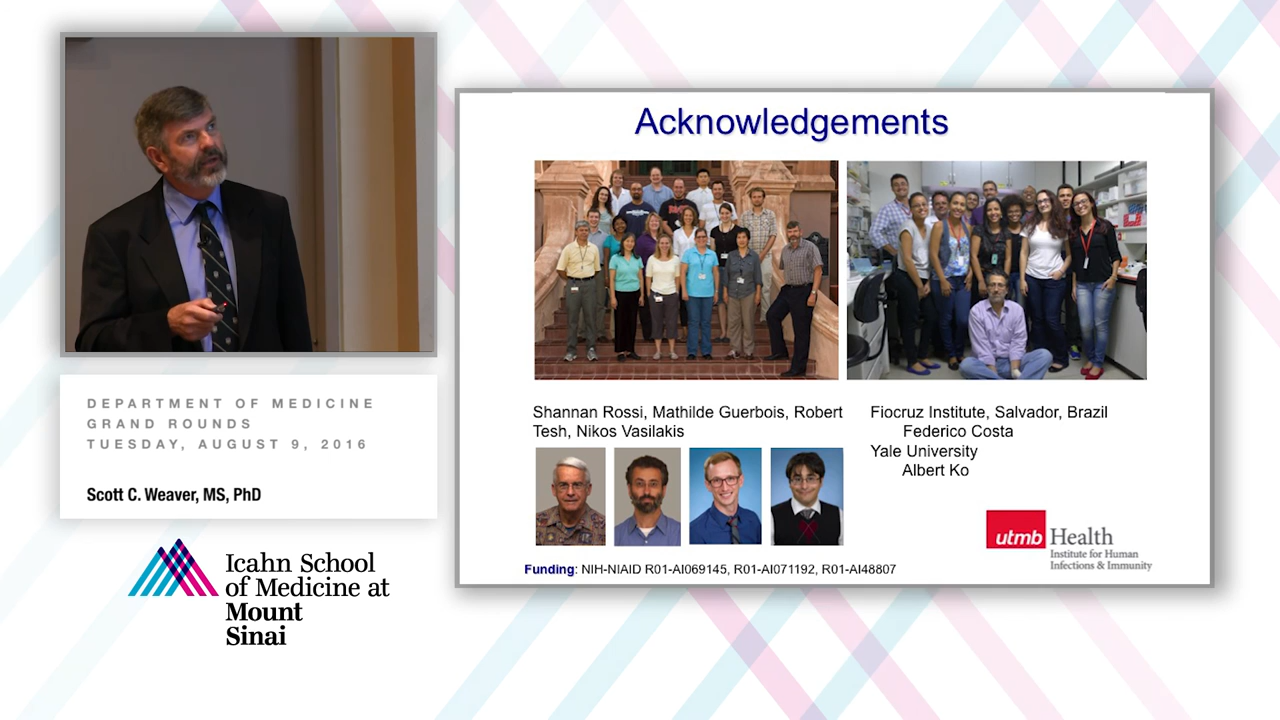 DEPARTMENT OF MEDICINE
GRAND ROUNDS
TUESDAY, AUGUST 9, 2016
Scott C. Weaver, MS, PhD
Icahn School
of Medicine at
Mount
Sinai
Acknowledgements
Shannan Rossi, Mathilde Guerbois, Robert
Tesh, Nikos Vasilakis
Fiocruz Institute, Salvador, Brazil
Federico Costa
Yale University
Albert Ko
utmb Health
Institute for Human
Infections & Immunity
Funding: NIH-NIAID R01-AI069145, R01-AI071192, R01-AI48807